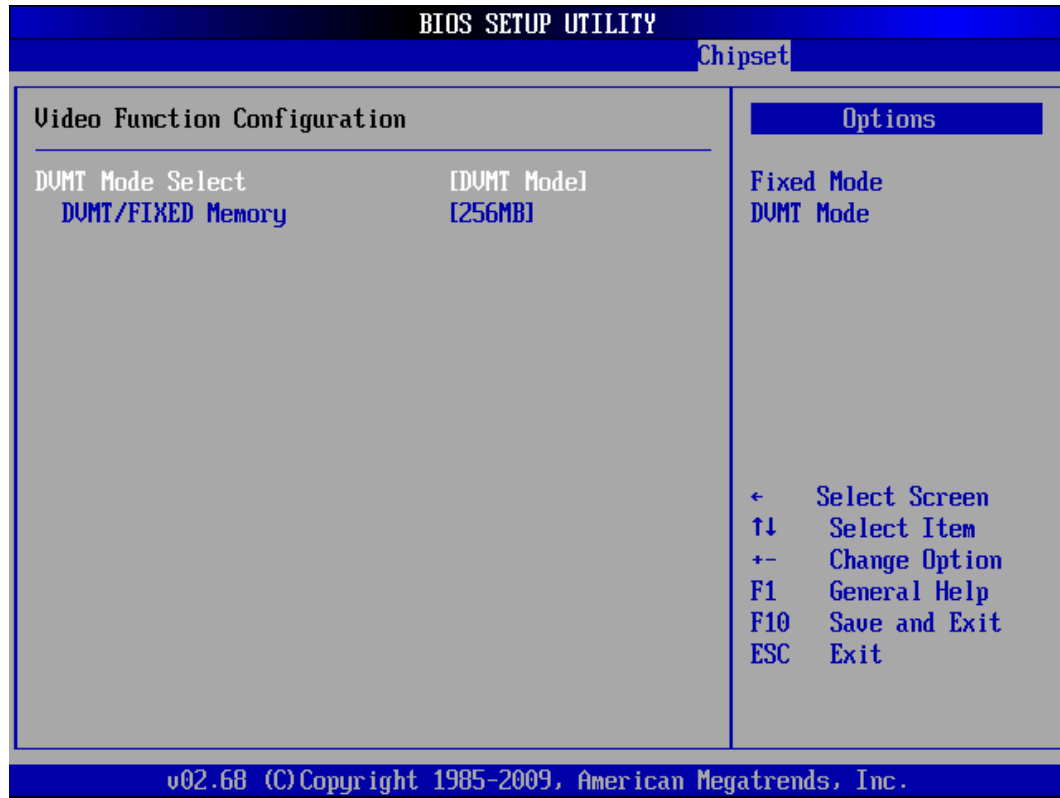 BIOS SETUP UTILITY
Chipset
Video Function Configuration
DVMT Mode Select [DVMT Mode]
DVMT/FIXED Memory [256MB]
Options
Fixed Mode
DVMT Mode
← Select Screen
↑↓ Select Item
+- Change Option
F1 General Help
F10 Save and Exit
ESC Exit
v02.68 (C)Copyright 1985-2009, American Megatrends, Inc.